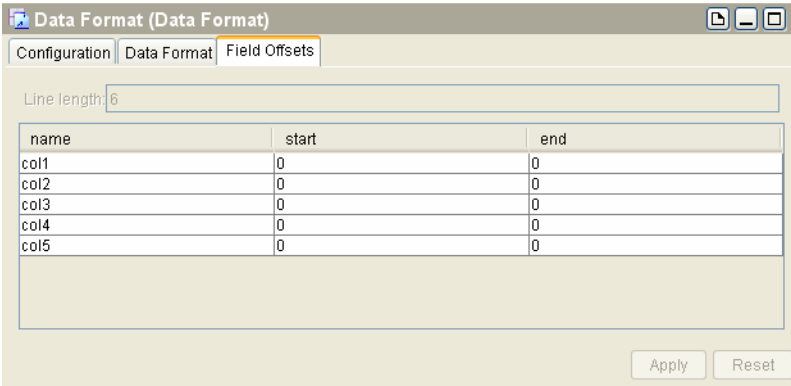 Data Format (Data Format)
Configuration Data Format Field Offsets
Line length: 6
name start end
col1 0 0
col2 0 0
col3 0 0
col4 0 0
col5 0 0
Apply Reset